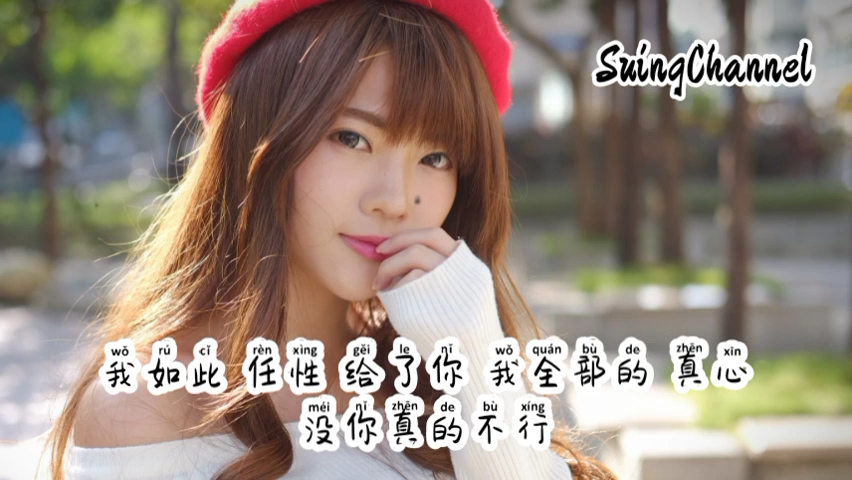 SuingChannel
wǒ rú cǐ rèn xìng gěi le nǐ wǒ quán bù de zhēn xīn
我如此 任性 给了你 我全部的 真心
méi nǐ zhēn de bù xíng
没你真的不行